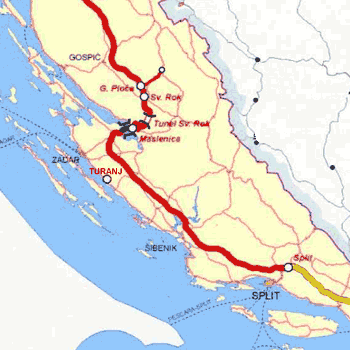 GOSPIĆ
G. Ploča
Sv. Rok
Tunel Sv. Rok
Maslenica
ZADAR
TURANJ
ŠIBENIK
Split
SPLIT
PESCARA-SPLIT